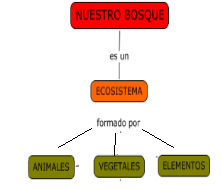 NUESTRO BOSQUE
es un
ECOSISTEMA
formado por
ANIMALES
VEGETALES
ELEMENTOS